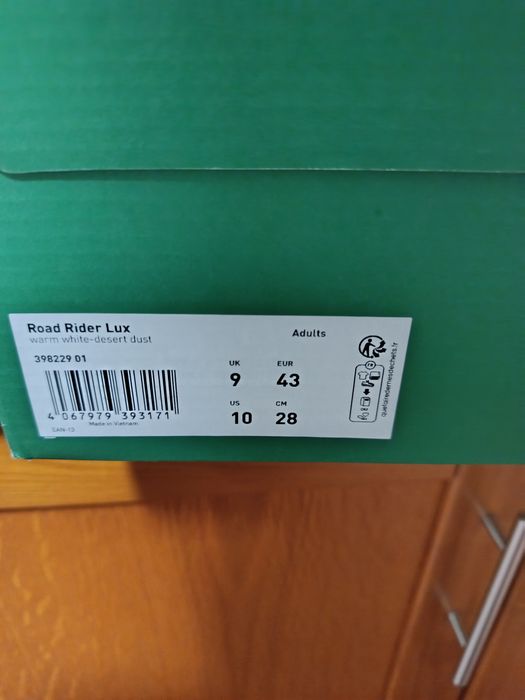 Road Rider Lux
warm white-desert dust
Adults
398229 01
UK
9
EUR
43
US
10
CM
28
4 067979 393171
Made in Vietnam
EAN-13
FR
quefairedemesdechets.fr